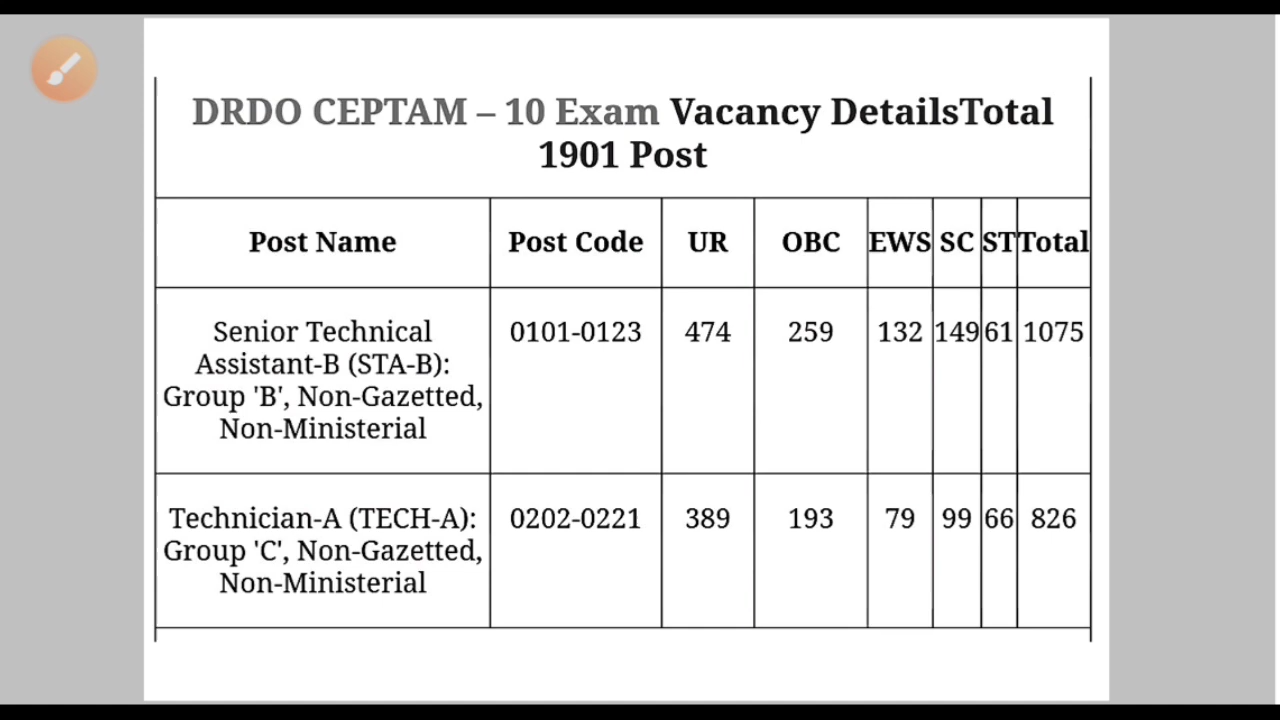 DRDO CEPTAM – 10 Exam Vacancy DetailsTotal
1901 Post
Post Name Post Code UR OBC EWS SC ST Total
Senior Technical 0101-0123 474 259 132 149 61 1075
Assistant-B (STA-B):
Group 'B', Non-Gazetted,
Non-Ministerial
Technician-A (TECH-A): 0202-0221 389 193 79 99 66 826
Group 'C', Non-Gazetted,
Non-Ministerial